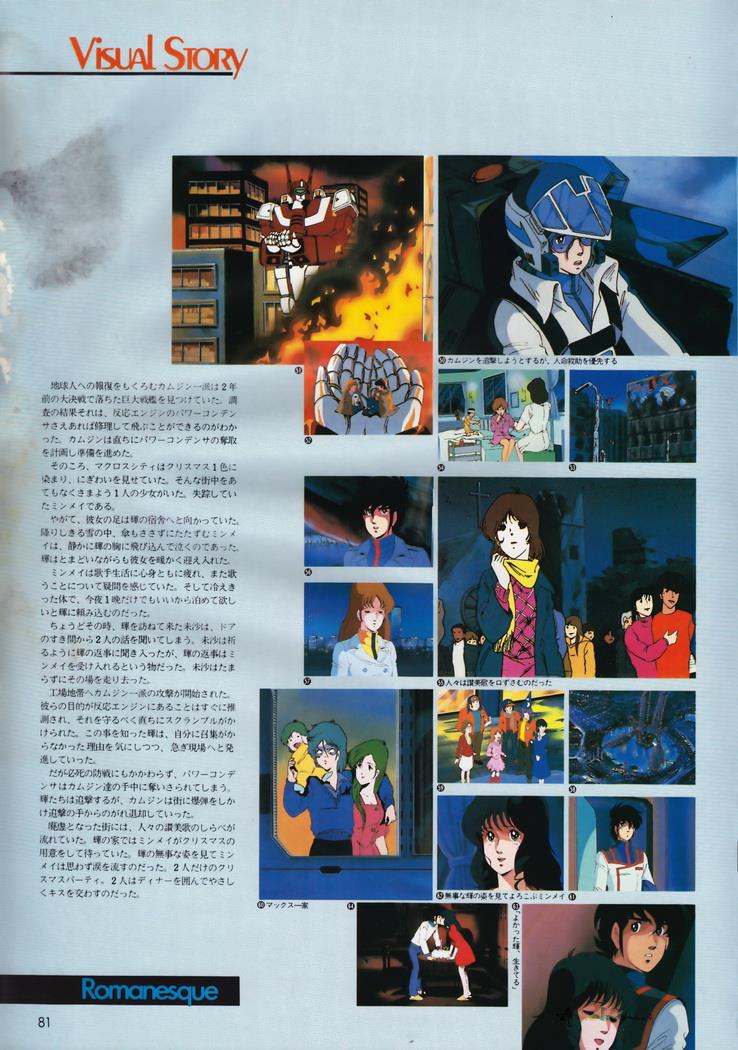 VISUAL STORY
㊿カムジンを追撃しようとするが、人命救助を優先する
51
52
54
53
　地球人への報復をもくろむカムジン一派は２年
前の大決戦で落ちた巨大戦艦を見つけていた。調
査の結果それは、反応エンジンのパワーコンデン
サさえあれば修理して飛ぶことができるのがわか
った。カムジンは直ちにパワーコンデンサの奪取
を計画し準備を進めた。
　そのころ、マクロスシティはクリスマス１色に
染まり、にぎわいを見せていた。そんな街中をあ
てもなくさまよう１人の少女がいた。失踪してい
たミンメイである。
　やがて、彼女の足は輝の宿舎へと向かっていた。
降りしきる雪の中、傘もささずにたたずむミンメ
イは、静かに輝の胸に飛び込んで泣くのであった。
輝はとまどいながらも彼女を暖かく迎え入れた。
　ミンメイは歌手生活に心身ともに疲れ、また歌
うことについて疑問を感じていた。そして冷えき
った体で、今夜１晩だけでもいいから泊めて欲し
いと輝に頼み込むのだった。
　ちょうどその時、輝を訪ねて来た未沙は、ドア
のすき間から２人の話を聞いてしまう。未沙は祈
るように輝の返事に聞き入ったが、輝の返事はミ
ンメイを受け入れるという物だった。未沙はたま
らずにその場を走り去った。
　工場地帯へカムジン一派の攻撃が開始された。
彼らの目的が反応エンジンにあることはすぐに推
測され、それを守るべく直ちにスクランブルがか
けられた。この事を知った輝は、自分に召集がか
からなかった理由を気にしつつ、急ぎ現場へと発
進していった。
　だが必死の防戦にもかかわらず、パワーコンデ
ンサはカムジン達の手中に奪いさられてしまう。
輝たちは追撃するが、カムジンは街に爆弾をしか
け追撃の手からのがれ退却していった。
　廃虚となった街には、人々の讃美歌のしらべが
流れていた。輝の家ではミンメイがクリスマスの
用意をして待っていた。輝の無事な姿を見てミン
メイは思わず涙を流すのだった。２人だけのクリ
スマスパーティ。２人はディナーを囲んでやさし
くキスを交わすのだった。
56
57
55人々は讃美歌を口ずさむのだった
59
58
60マックス一家
62無事な輝の姿を見てよろこぶミンメイ
61
64
63「よかった輝、生きてる」
Romanesque
81